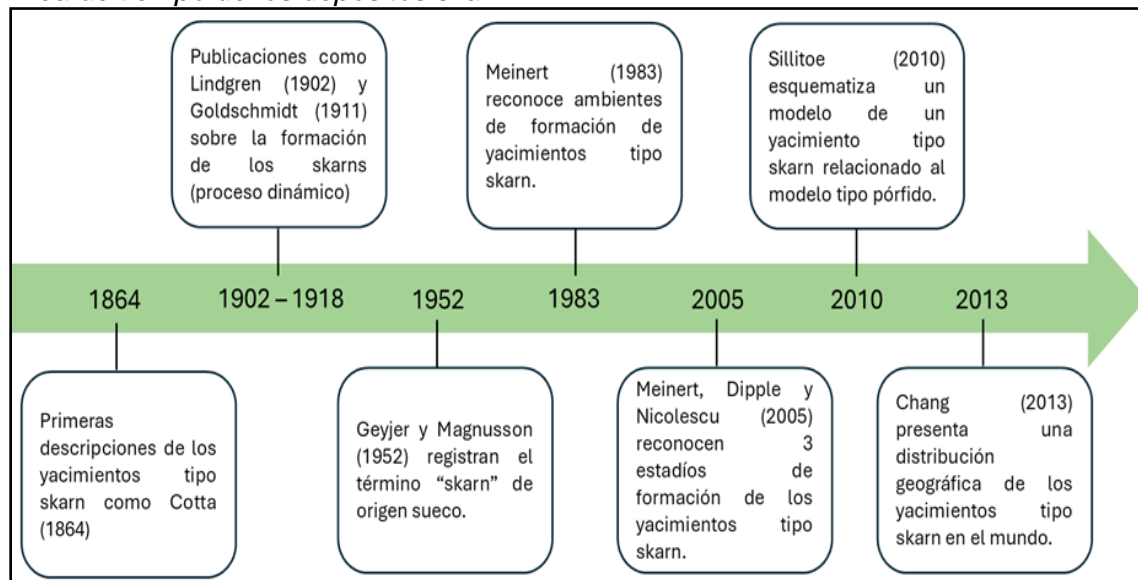 Publicaciones como
Lindgren (1902) y
Goldschmidt (1911)
sobre la formación
de los skarns
(proceso dinámico)
Meinert (1983)
reconoce ambientes
de formación de
yacimientos tipo
skarn.
Sillitoe (2010)
esquematiza un
modelo de un
yacimiento tipo
skarn relacionado al
modelo tipo pórfido.
1864
1902 – 1918
1952
1983
2005
2010
2013
Primeras
descripciones de los
yacimientos tipo
skarn como Cotta
(1864)
Geyjer y Magnusson
(1952) registran el
término “skarn” de
origen sueco.
Meinert, Dipple y
Nicolescu (2005)
reconocen 3
estadíos de
formación de los
yacimientos tipo
skarn.
Chang (2013)
presenta una
distribución
geográfica de los
yacimientos tipo
skarn en el mundo.